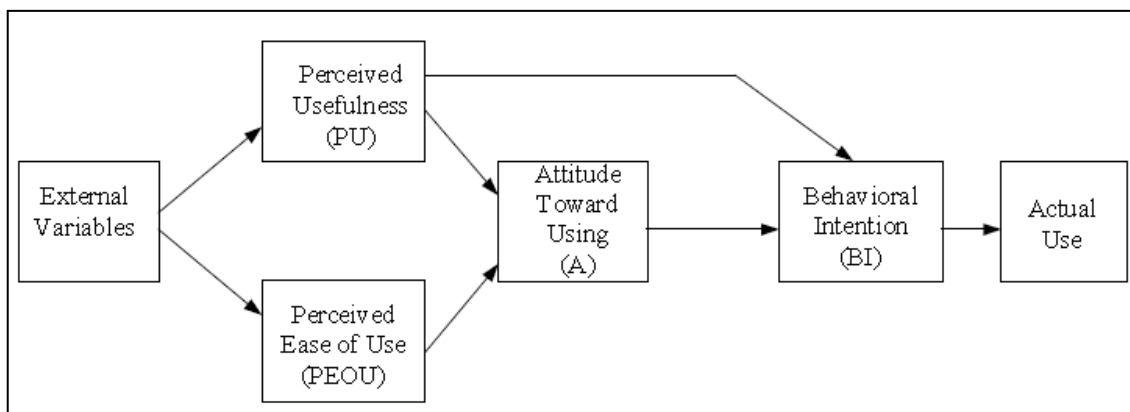 External
Variables
Perceived
Usefulness
(PU)
Perceived
Ease of Use
(PEOU)
Attitude
Toward
Using
(A)
Behavioral
Intention
(BI)
Actual
Use